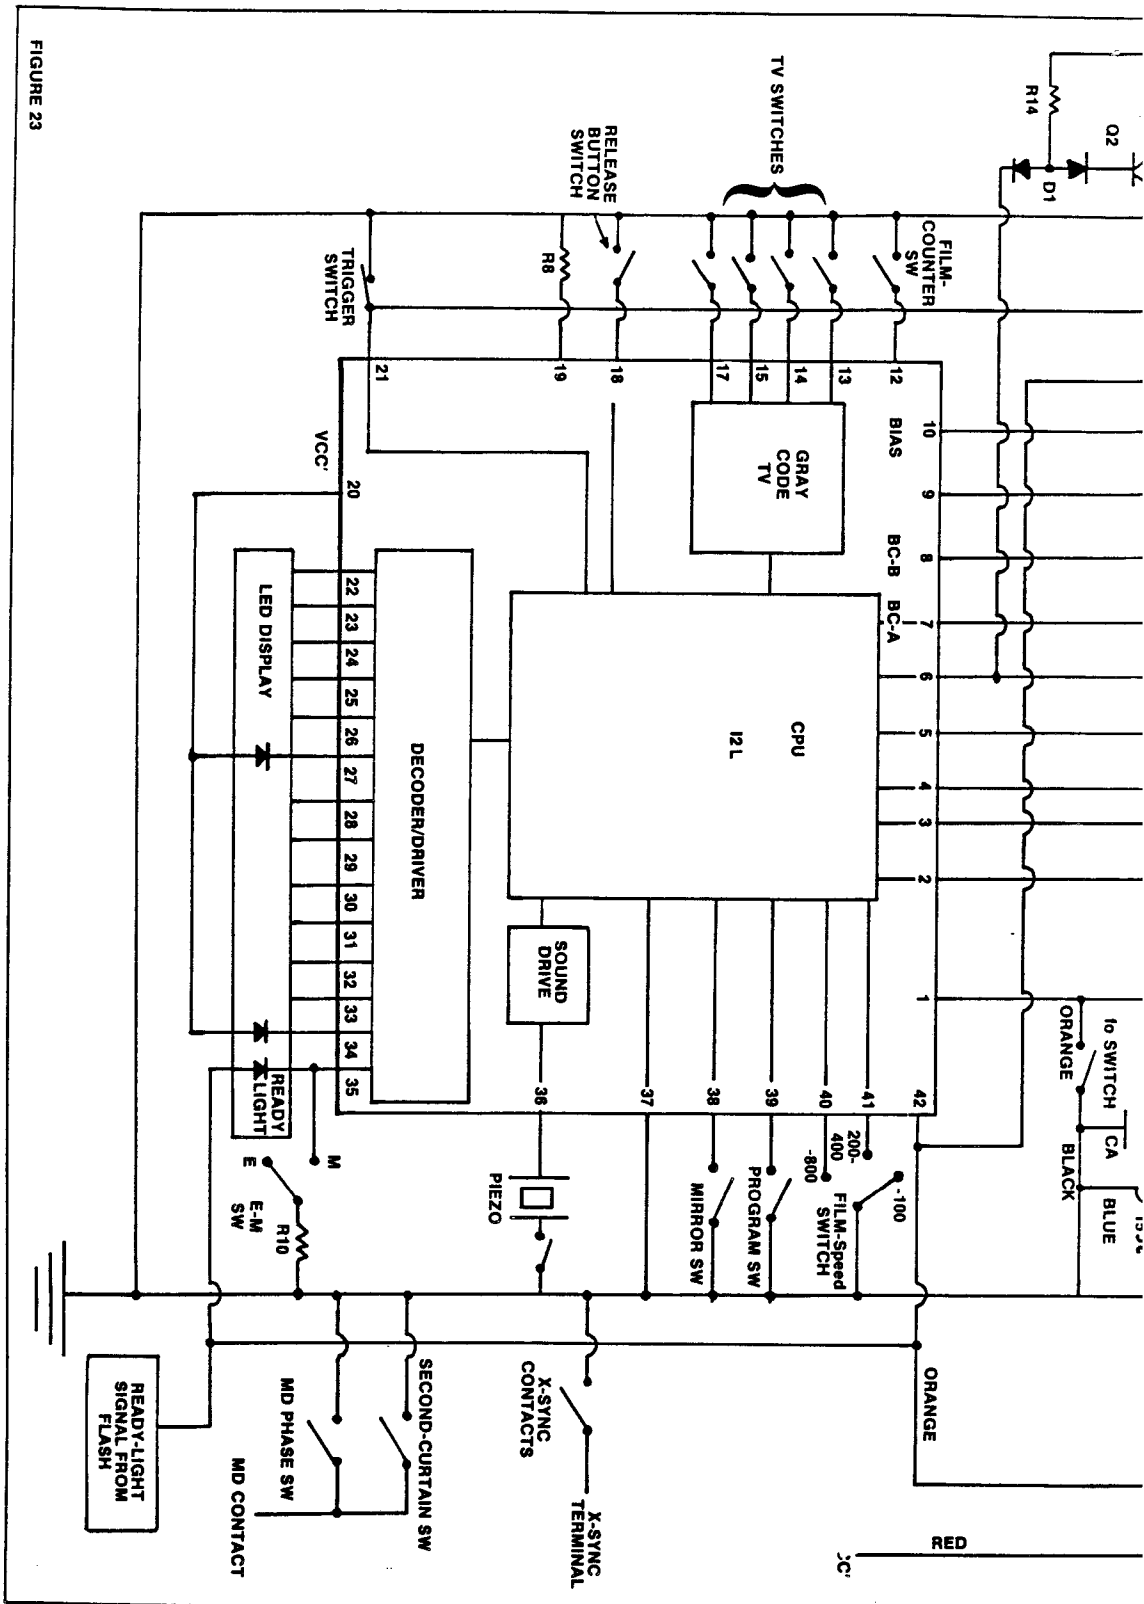 FIGURE 23
R14
Q2
D1
TV SWITCHES
RELEASE
BUTTON
SWITCH
FILM-
COUNTER
SW
R8
TRIGGER
SWITCH
21
19
18
17
15
14
13
12
10
BIAS
9
8
BC-B
7
BC-A
6
5
4
3
2
1
GRAY
CODE
TV
VCC'
20
CPU
I2L
DECODER/DRIVER
LED DISPLAY
22
23
24
25
26
27
28
29
30
31
32
33
34
35
SOUND
DRIVE
READY
LIGHT
36
37
38
39
40
41
42
fo SWITCH
ORANGE
CA
BLACK
BLUE
M
E
E-M
SW
R10
PIEZO
MIRROR SW
PROGRAM SW
FILM-Speed
SWITCH
-800
200-
400
-100
ORANGE
READY-LIGHT
SIGNAL FROM
FLASH
MD PHASE SW
SECOND-CURTAIN SW
MD CONTACT
X-SYNC
CONTACTS
X-SYNC
TERMINAL
RED